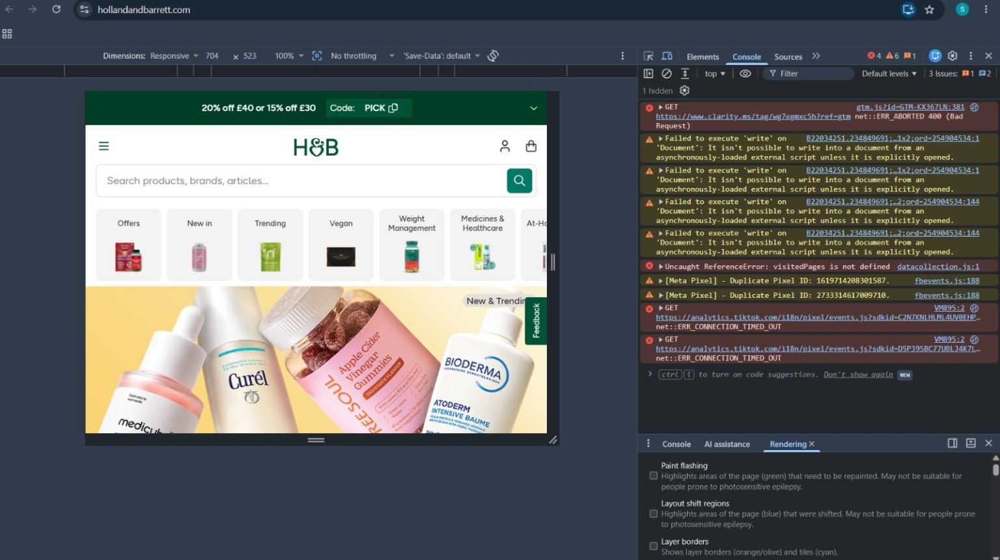 hollandandbarrett.com
S
Dimensions: Responsive 704 x 523 100% No throttling 'Save-Data': default
Elements Console Sources 4 6 1
top Filter Default levels 3 Issues: 1 2
1 hidden
20% off £40 or 15% off £30 Code: PICK
H&B
Search products, brands, articles...
Offers
New in
Trending
Vegan
Weight
Management
Medicines &
Healthcare
At-Ho
New & Trendin
Feedback
Dedicated to
real results
medicub
Curél
Apple Cider
Vinegar
Gummies
DELICIOUS FLAVOUR
REE SOUL
BIODERMA
LABORATOIRE DERMATOLOGIQUE
ATODERM
INTENSIVE BAUME
GET gtm.js?id=GTM-KX367LN:381
https://www.clarity.ms/tag/wg7egmxc5h?ref=gtm net::ERR_ABORTED 400 (Bad
Request)
Failed to execute 'write' on B22034251.234849691;…1x2;ord=254904534:1
'Document': It isn't possible to write into a document from an
asynchronously-loaded external script unless it is explicitly opened.
Failed to execute 'write' on B22034251.234849691;…1x2;ord=254904534:1
'Document': It isn't possible to write into a document from an
asynchronously-loaded external script unless it is explicitly opened.
Failed to execute 'write' on B22034251.234849691;…2;ord=254904534:144
'Document': It isn't possible to write into a document from an
asynchronously-loaded external script unless it is explicitly opened.
Failed to execute 'write' on B22034251.234849691;…2;ord=254904534:144
'Document': It isn't possible to write into a document from an
asynchronously-loaded external script unless it is explicitly opened.
Uncaught ReferenceError: visitedPages is not defined datacollection.js:1
[Meta Pixel] - Duplicate Pixel ID: 1619714208301587. fbevents.js:188
[Meta Pixel] - Duplicate Pixel ID: 2733314617009710. fbevents.js:188
GET VM895:2
https://analytics.tiktok.com/i18n/pixel/events.js?sdkid=C2N7KNLHLML4UV0EHP…
net::ERR_CONNECTION_TIMED_OUT
GET VM895:2
https://analytics.tiktok.com/i18n/pixel/events.js?sdkid=D5P39SBC77UBLJ4K7L…
net::ERR_CONNECTION_TIMED_OUT
ctrl i to turn on code suggestions. Don't show again NEW
Console AI assistance Rendering
Paint flashing
Highlights areas of the page (green) that need to be repainted. May not be suitable for
people prone to photosensitive epilepsy.
Layout shift regions
Highlights areas of the page (blue) that were shifted. May not be suitable for people prone
to photosensitive epilepsy.
Layer borders
Shows layer borders (orange/olive) and tiles (cyan).